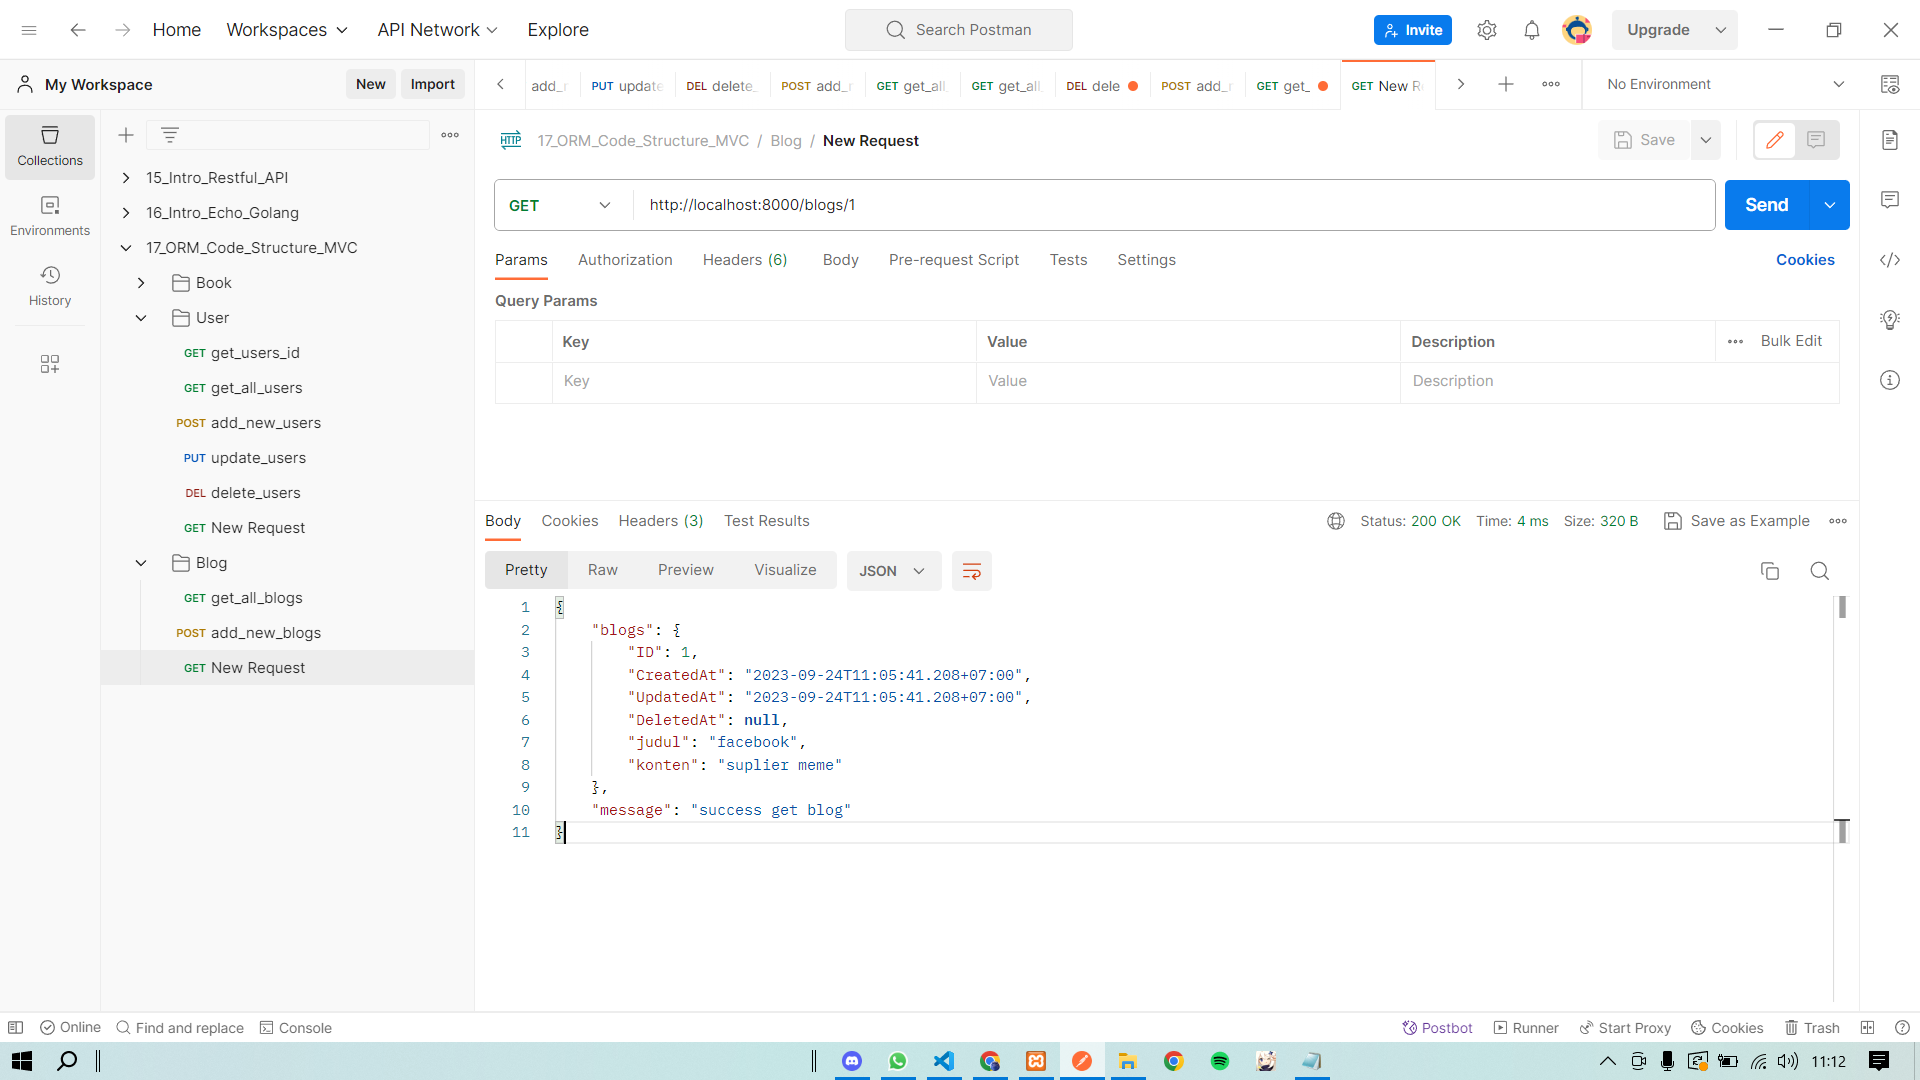 Home Workspaces API Network Explore Search Postman Invite Upgrade
My Workspace New Import
add_r PUT update DEL delete_ POST add_r GET get_all GET get_all DEL dele POST add_r GET get_ GET New R No Environment
Collections
Environments
History
15_Intro_Restful_API
16_Intro_Echo_Golang
17_ORM_Code_Structure_MVC
Book
User
GET get_users_id
GET get_all_users
POST add_new_users
PUT update_users
DEL delete_users
GET New Request
Blog
GET get_all_blogs
POST add_new_blogs
GET New Request
HTTP 17_ORM_Code_Structure_MVC / Blog / New Request Save
GET http://localhost:8000/blogs/1 Send
Params Authorization Headers (6) Body Pre-request Script Tests Settings Cookies
Query Params
Key Value Description Bulk Edit
Key Value Description
Body Cookies Headers (3) Test Results Status: 200 OK Time: 4 ms Size: 320 B Save as Example
Pretty Raw Preview Visualize JSON
1 {
2 "blogs": {
3 "ID": 1,
4 "CreatedAt": "2023-09-24T11:05:41.208+07:00",
5 "UpdatedAt": "2023-09-24T11:05:41.208+07:00",
6 "DeletedAt": null,
7 "judul": "facebook",
8 "konten": "suplier meme"
9 },
10 "message": "success get blog"
11 }
Online Find and replace Console Postbot Runner Start Proxy Cookies Trash
11:12